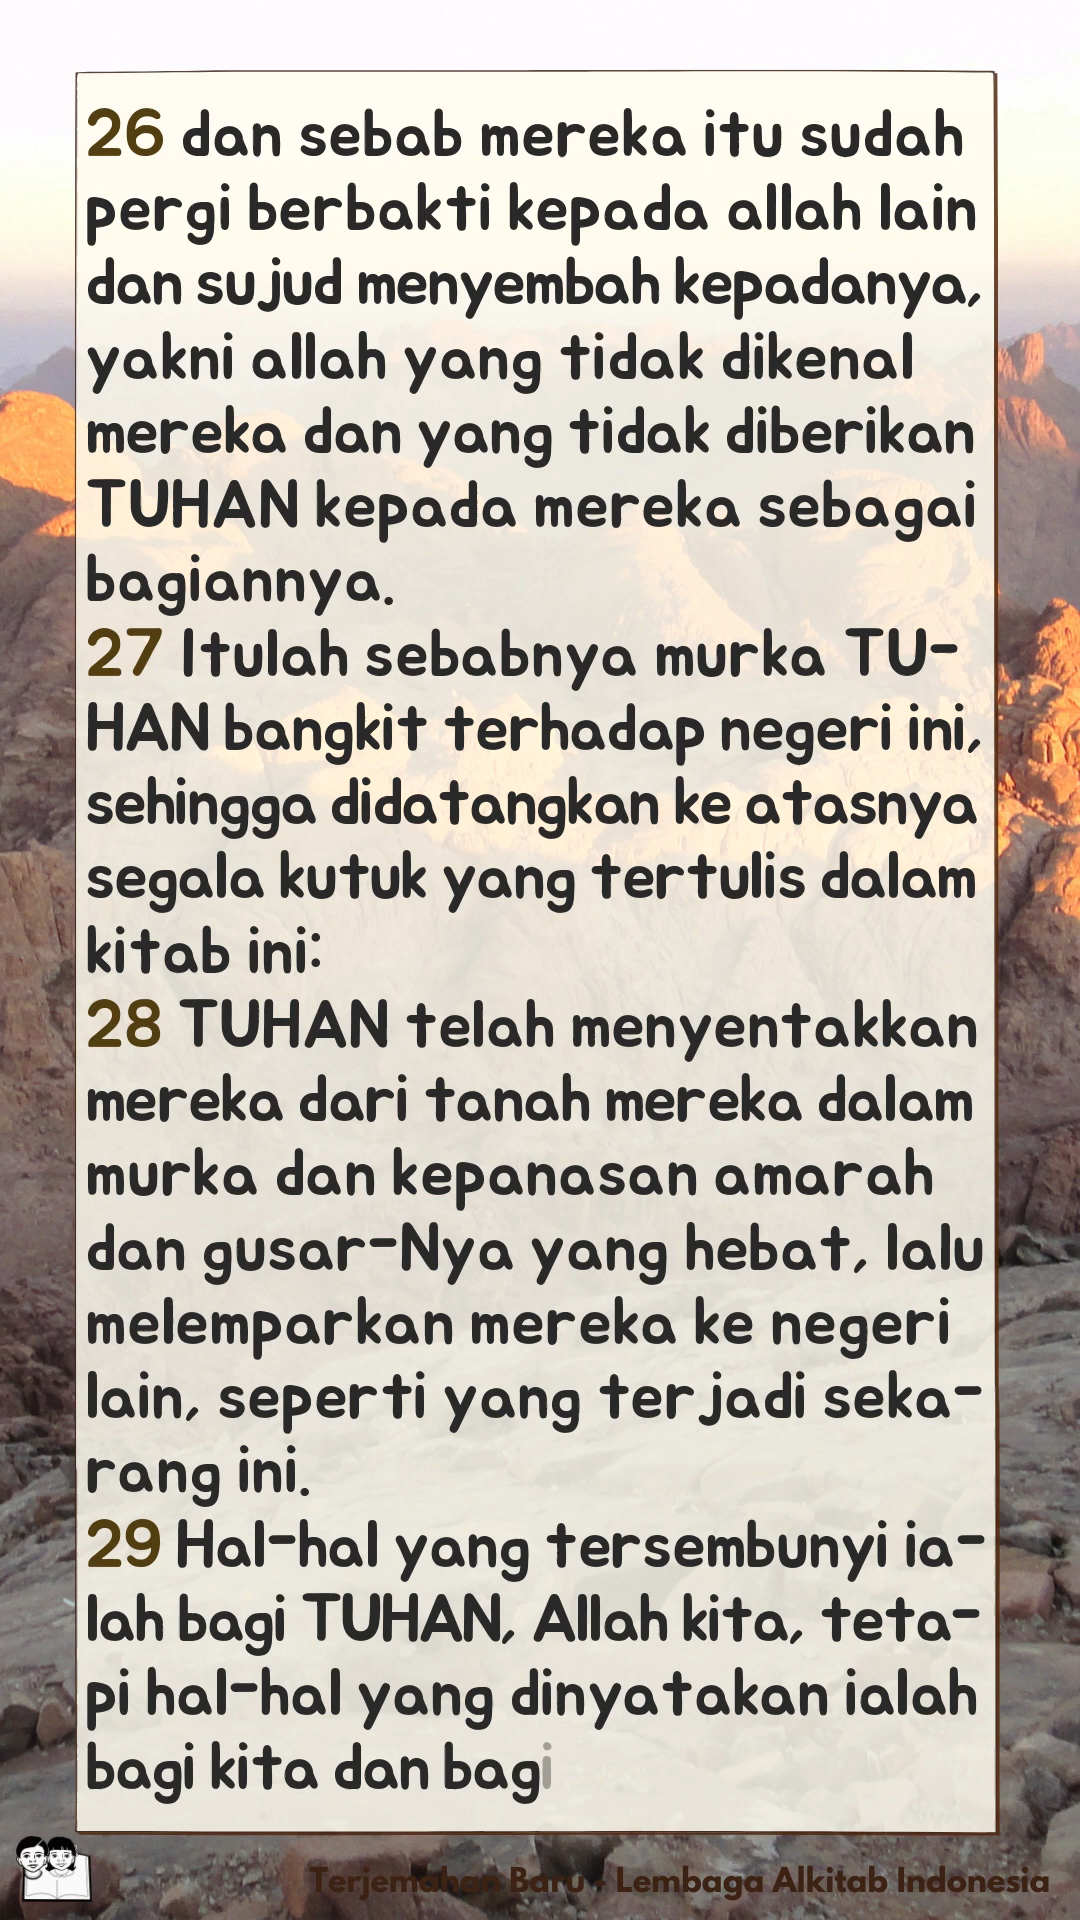 26 dan sebab mereka itu sudah
pergi berbakti kepada allah lain
dan sujud menyembah kepadanya,
yakni allah yang tidak dikenal
mereka dan yang tidak diberikan
TUHAN kepada mereka sebagai
bagiannya.
27 Itulah sebabnya murka TU-
HAN bangkit terhadap negeri ini,
sehingga didatangkan ke atasnya
segala kutuk yang tertulis dalam
kitab ini:
28 TUHAN telah menyentakkan
mereka dari tanah mereka dalam
murka dan kepanasan amarah
dan gusar-Nya yang hebat, lalu
melemparkan mereka ke negeri
lain, seperti yang terjadi seka-
rang ini.
29 Hal-hal yang tersembunyi ia-
lah bagi TUHAN, Allah kita, teta-
pi hal-hal yang dinyatakan ialah
bagi kita dan bagi
Terjemahan Baru - Lembaga Alkitab Indonesia